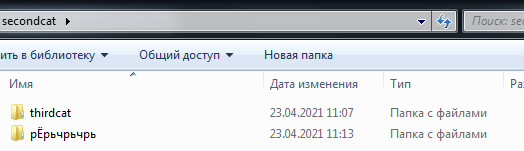 secondcat
Поиск: sec
ить в библиотеку Общий доступ Новая папка
Имя Дата изменения Тип Раз
thirdcat 23.04.2021 11:07 Папка с файлами
рЁрьчрьчрь 23.04.2021 11:13 Папка с файлами